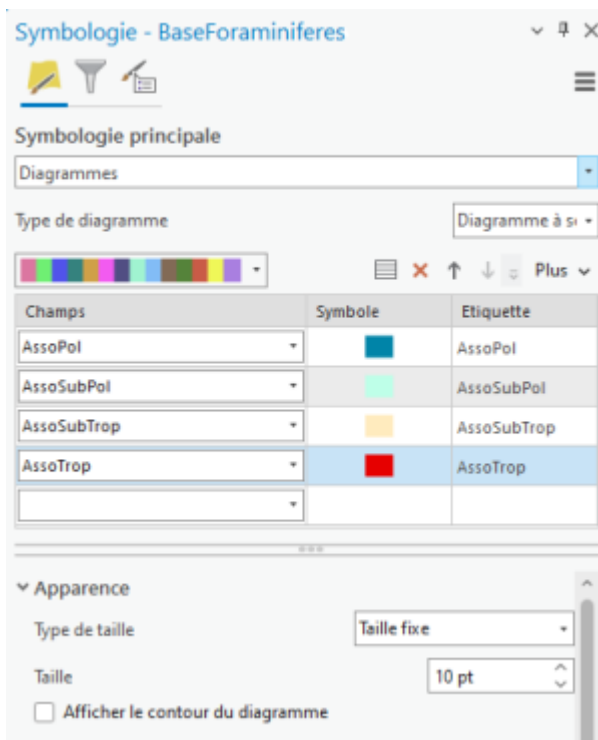 Symbologie - BaseForaminiferes
Symbologie principale
Diagrammes
Type de diagramme Diagramme à s
Plus
Champs Symbole Etiquette
AssoPol AssoPol
AssoSubPol AssoSubPol
AssoSubTrop AssoSubTrop
AssoTrop AssoTrop
Apparence
Type de taille Taille fixe
Taille 10 pt
Afficher le contour du diagramme